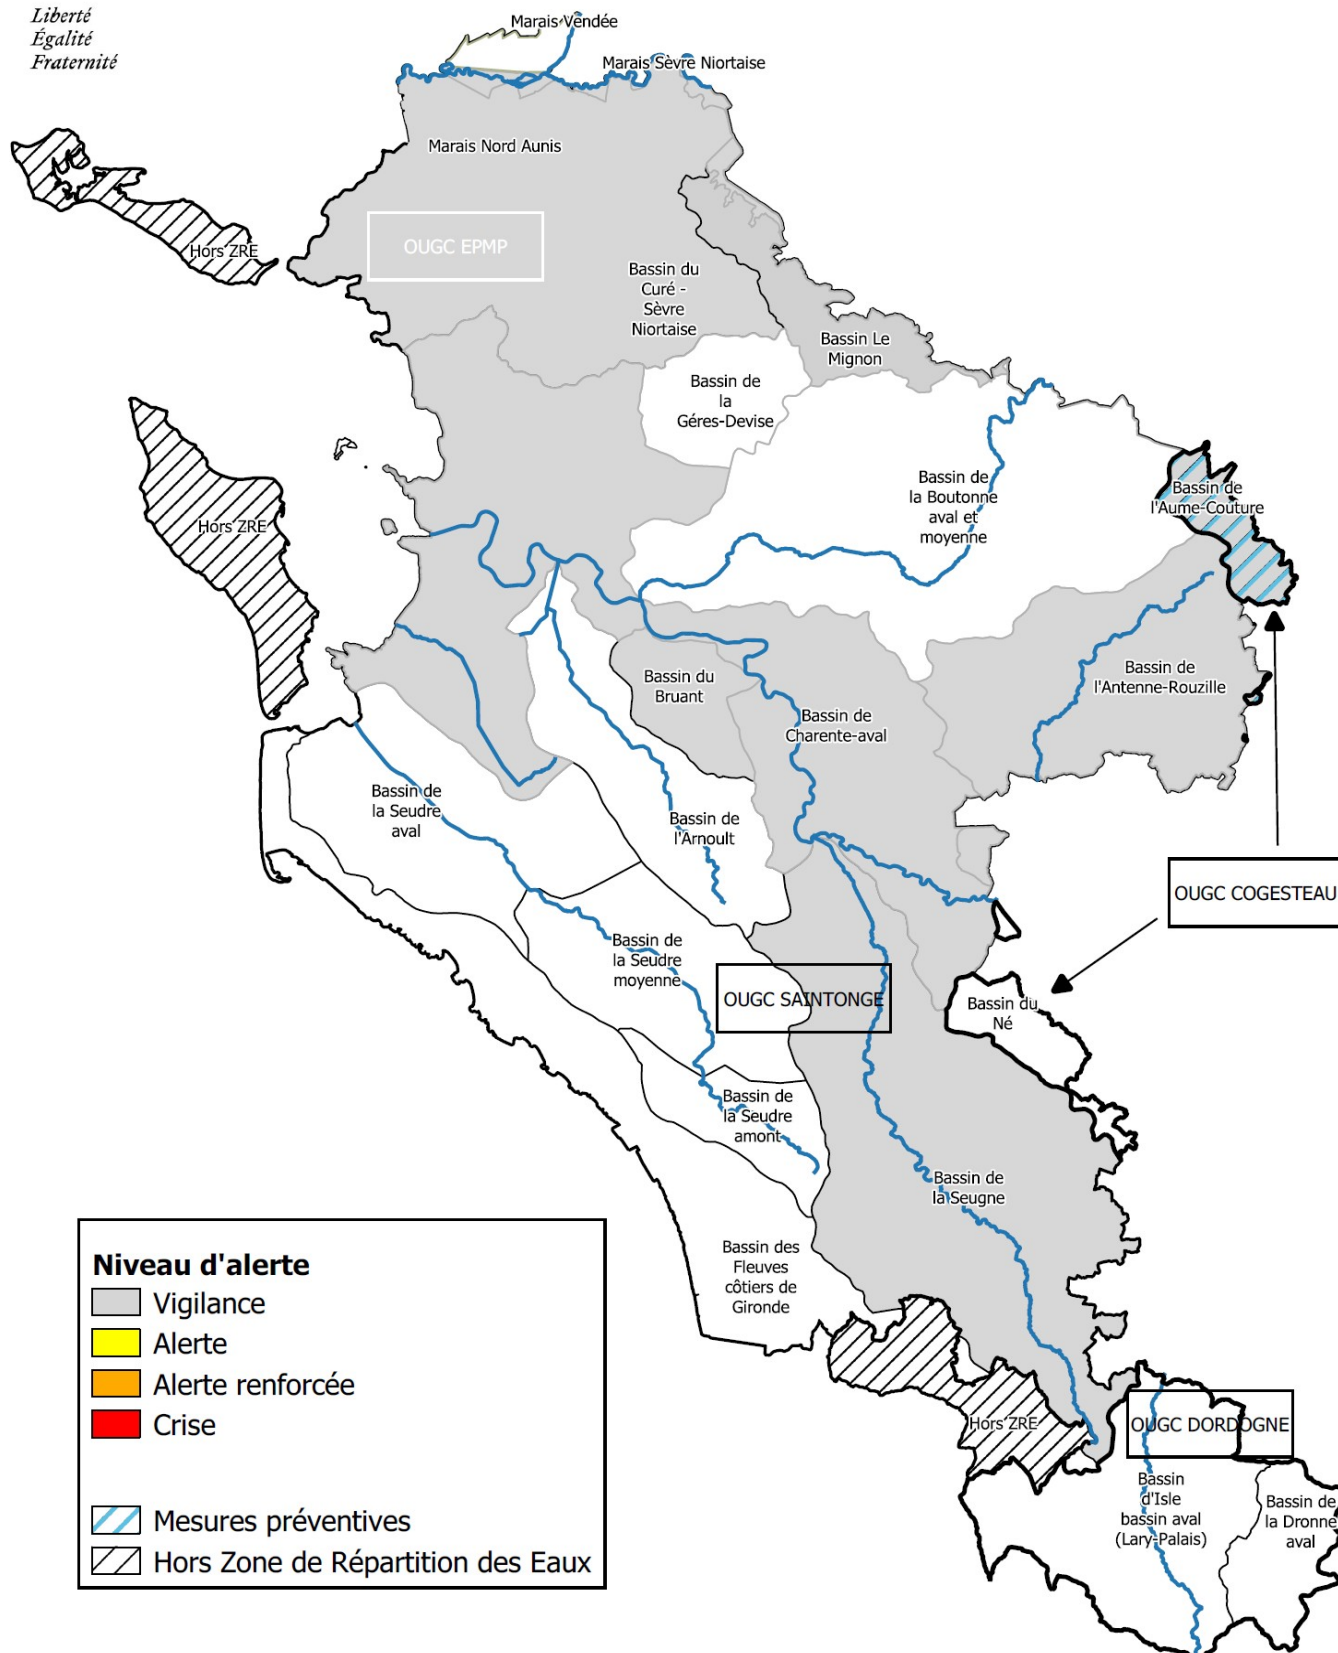 Liberté
Égalité
Fraternité
Marais Vendée
Marais Sèvre Niortaise
Marais Nord Aunis
Hors ZRE
OUGC EPMP
Bassin du
Curé -
Sèvre
Niortaise
Bassin Le
Mignon
Bassin de
la
Géres-Devise
Bassin de
la Boutonne
aval et
moyenne
Bassin de
l'Aume-Couture
Hors ZRE
Bassin du
Bruant
Bassin de
l'Antenne-Rouzille
Bassin de
Charente-aval
Bassin de
la Seudre
aval
Bassin de
l'Arnoult
OUGC COGESTEAU
Bassin de
la Seudre
moyenne
OUGC SAINTONGE
Bassin du
Né
Bassin de
la Seudre
amont
Bassin de
la Seugne
Bassin des
Fleuves
côtiers de
Gironde
Hors ZRE
OUGC DORDOGNE
Bassin
d'Isle
bassin aval
(Lary-Palais)
Bassin de
la Dronne
aval
Niveau d'alerte
Vigilance
Alerte
Alerte renforcée
Crise
Mesures préventives
Hors Zone de Répartition des Eaux